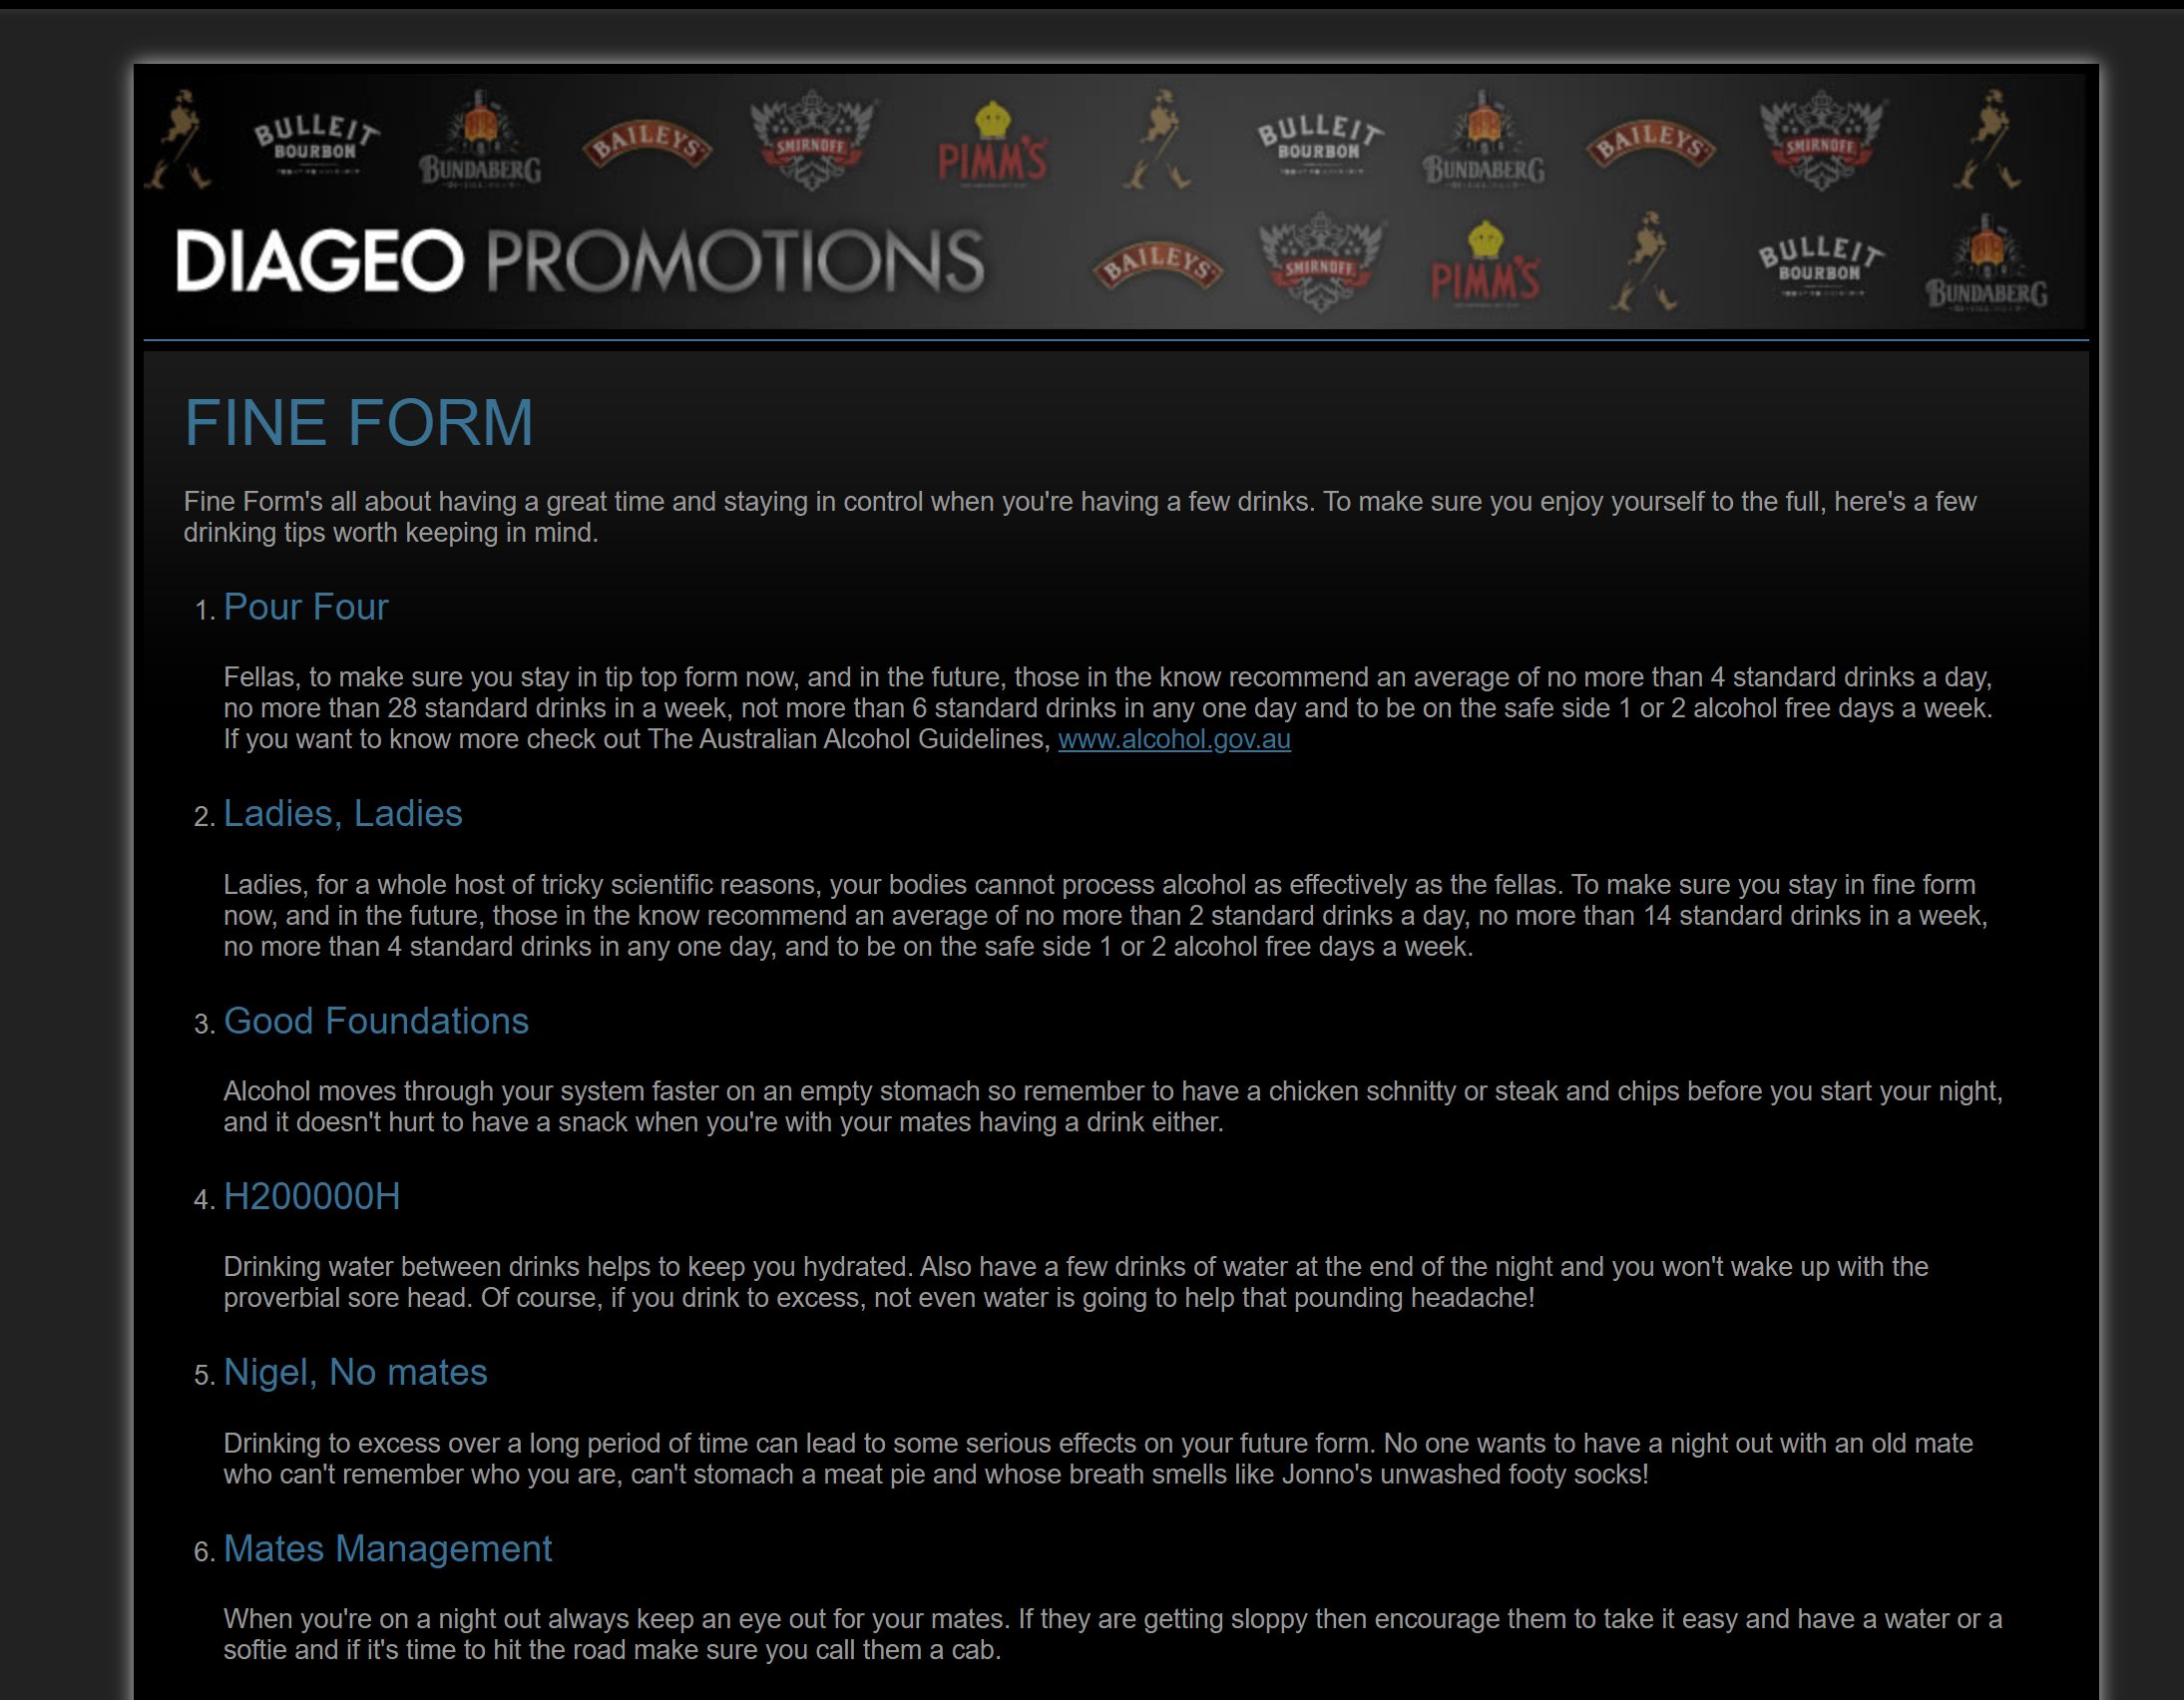 BULLEIT BOURBON BUNDABERG BAILEYS SMIRNOFF PIMM'S BULLEIT BOURBON BUNDABERG BAILEYS SMIRNOFF
DIAGEO PROMOTIONS BAILEYS SMIRNOFF PIMM'S BULLEIT BOURBON BUNDABERG
FINE FORM
Fine Form's all about having a great time and staying in control when you're having a few drinks. To make sure you enjoy yourself to the full, here's a few
drinking tips worth keeping in mind.
1. Pour Four
Fellas, to make sure you stay in tip top form now, and in the future, those in the know recommend an average of no more than 4 standard drinks a day,
no more than 28 standard drinks in a week, not more than 6 standard drinks in any one day and to be on the safe side 1 or 2 alcohol free days a week.
If you want to know more check out The Australian Alcohol Guidelines, www.alcohol.gov.au
2. Ladies, Ladies
Ladies, for a whole host of tricky scientific reasons, your bodies cannot process alcohol as effectively as the fellas. To make sure you stay in fine form
now, and in the future, those in the know recommend an average of no more than 2 standard drinks a day, no more than 14 standard drinks in a week,
no more than 4 standard drinks in any one day, and to be on the safe side 1 or 2 alcohol free days a week.
3. Good Foundations
Alcohol moves through your system faster on an empty stomach so remember to have a chicken schnitty or steak and chips before you start your night,
and it doesn't hurt to have a snack when you're with your mates having a drink either.
4. H200000H
Drinking water between drinks helps to keep you hydrated. Also have a few drinks of water at the end of the night and you won't wake up with the
proverbial sore head. Of course, if you drink to excess, not even water is going to help that pounding headache!
5. Nigel, No mates
Drinking to excess over a long period of time can lead to some serious effects on your future form. No one wants to have a night out with an old mate
who can't remember who you are, can't stomach a meat pie and whose breath smells like Jonno's unwashed footy socks!
6. Mates Management
When you're on a night out always keep an eye out for your mates. If they are getting sloppy then encourage them to take it easy and have a water or a
softie and if it's time to hit the road make sure you call them a cab.